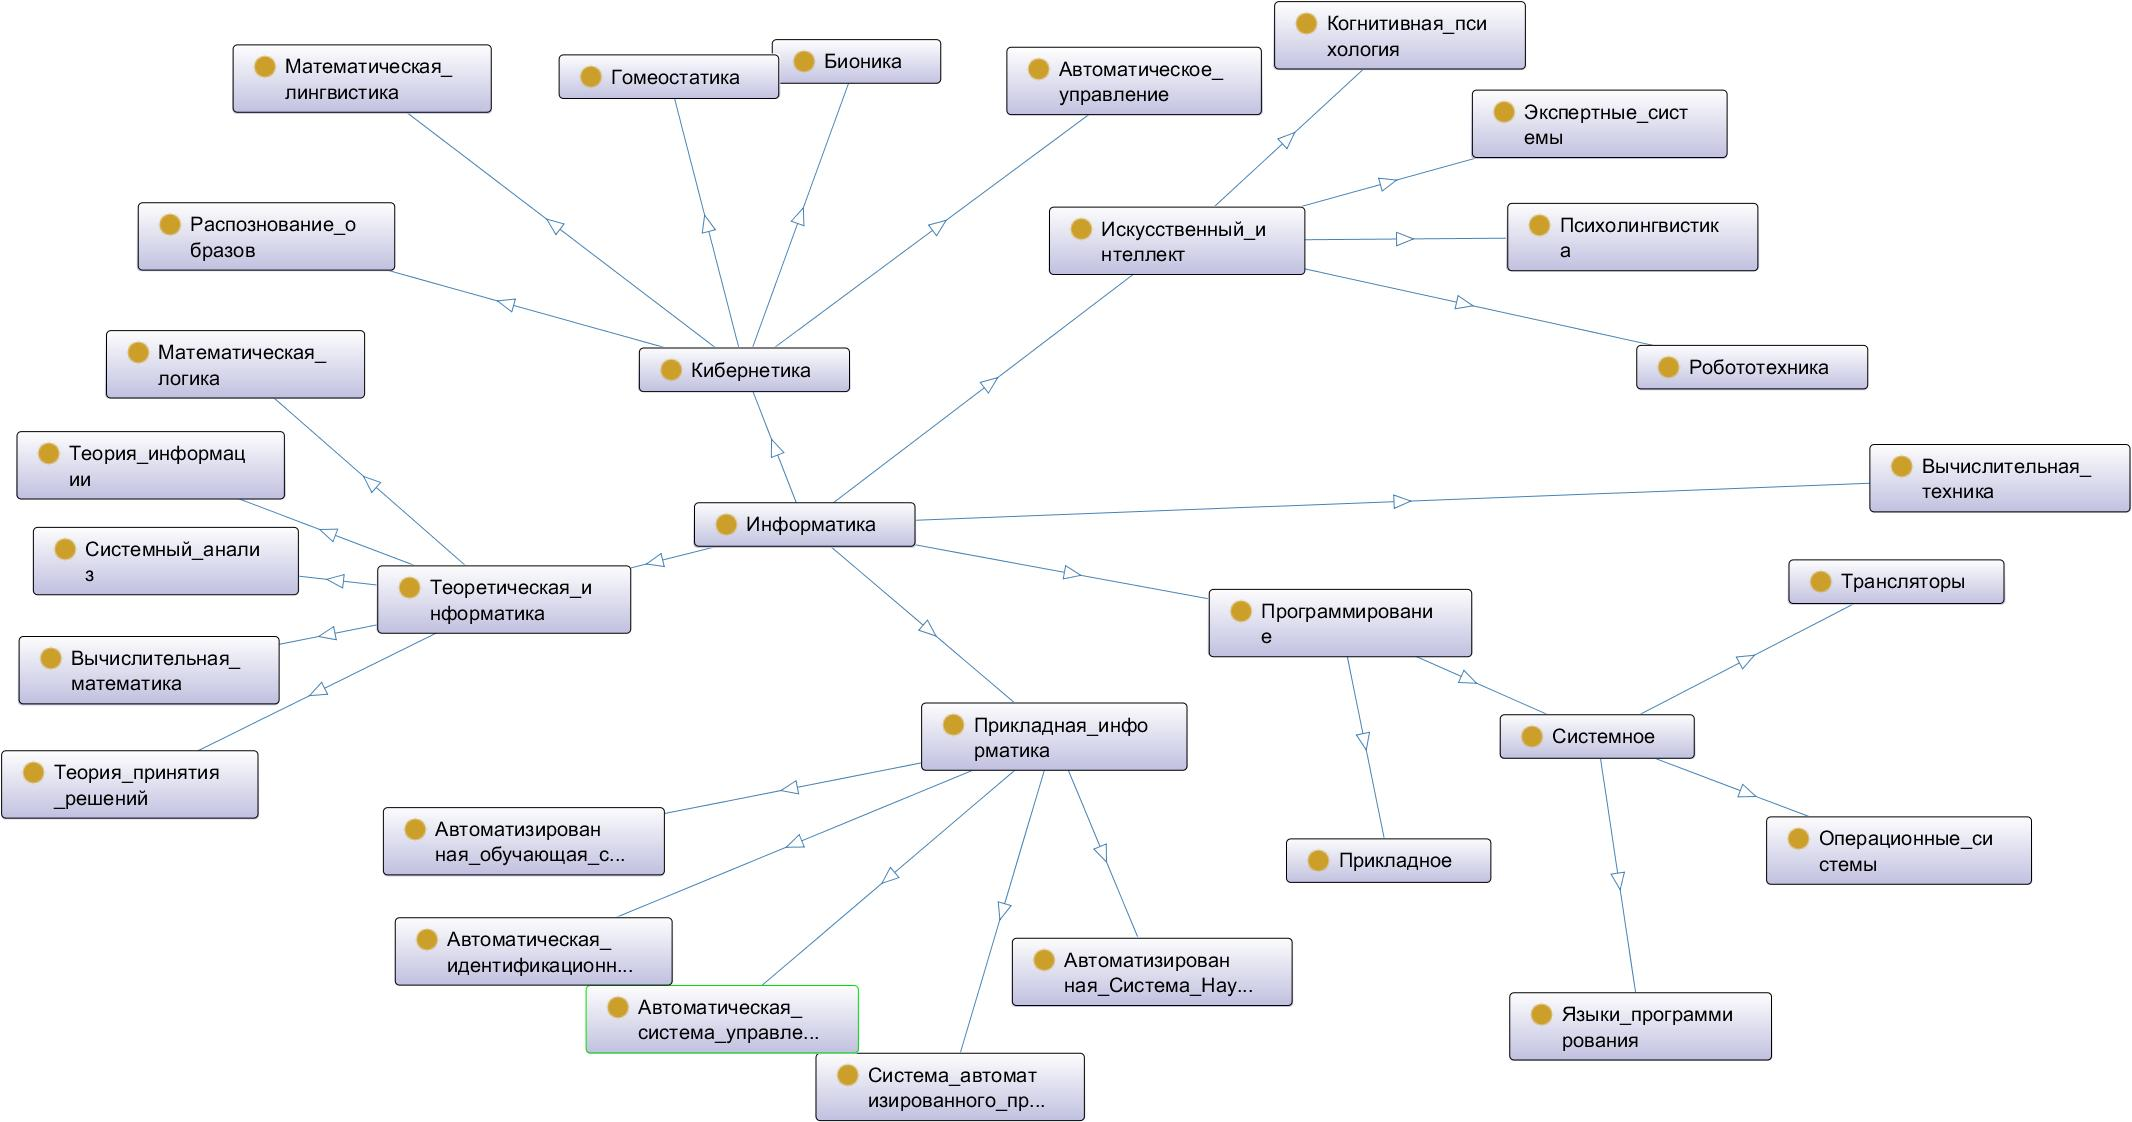 Когнитивная_пси
хология
Математическая_
лингвистика
Гомеостатика
Бионика
Автоматическое_
управление
Экспертные_сист
емы
Распознование_о
бразов
Искусственный_и
нтеллект
Психолингвистик
а
Математическая_
логика
Кибернетика
Робототехника
Теория_информац
ии
Вычислительная_
техника
Информатика
Системный_анали
з
Теоретическая_и
нформатика
Программировани
е
Трансляторы
Вычислительная_
математика
Прикладная_инфо
рматика
Системное
Теория_принятия
_решений
Автоматизирован
ная_обучающая_с...
Прикладное
Операционные_си
стемы
Автоматическая_
идентификационн...
Автоматизирован
ная_Система_Нау...
Автоматическая_
система_управле...
Языки_программи
рования
Система_автомат
изированного_пр...